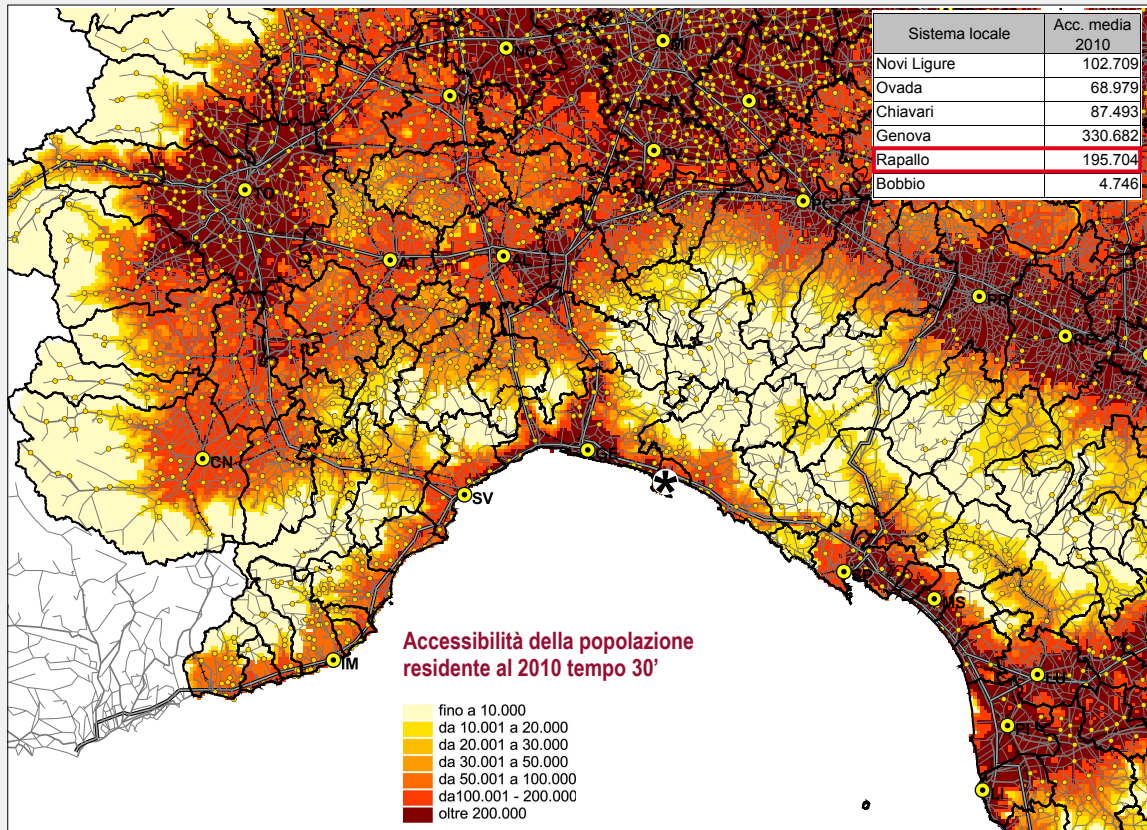 Sistema locale
Acc. media
2010
Novi Ligure 102.709
Ovada 68.979
Chiavari 87.493
Genova 330.682
Rapallo 195.704
Bobbio 4.746
NO
MI
TO
PC
AL
PR
RE
CN
GE
SV
*
SP
MS
IM
LU
PI
LI
Accessibilità della popolazione
residente al 2010 tempo 30'
fino a 10.000
da 10.001 a 20.000
da 20.001 a 30.000
da 30.001 a 50.000
da 50.001 a 100.000
da100.001 - 200.000
oltre 200.000